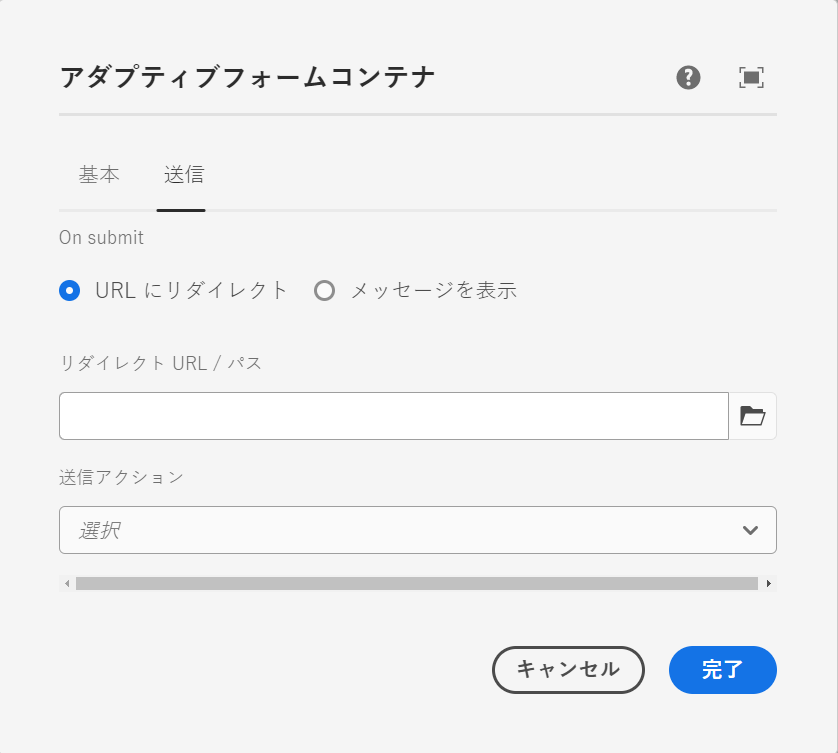 アダプティブフォームコンテナ
基本 送信
On submit
URL にリダイレクト メッセージを表示
リダイレクト URL / パス
送信アクション
選択
キャンセル 完了